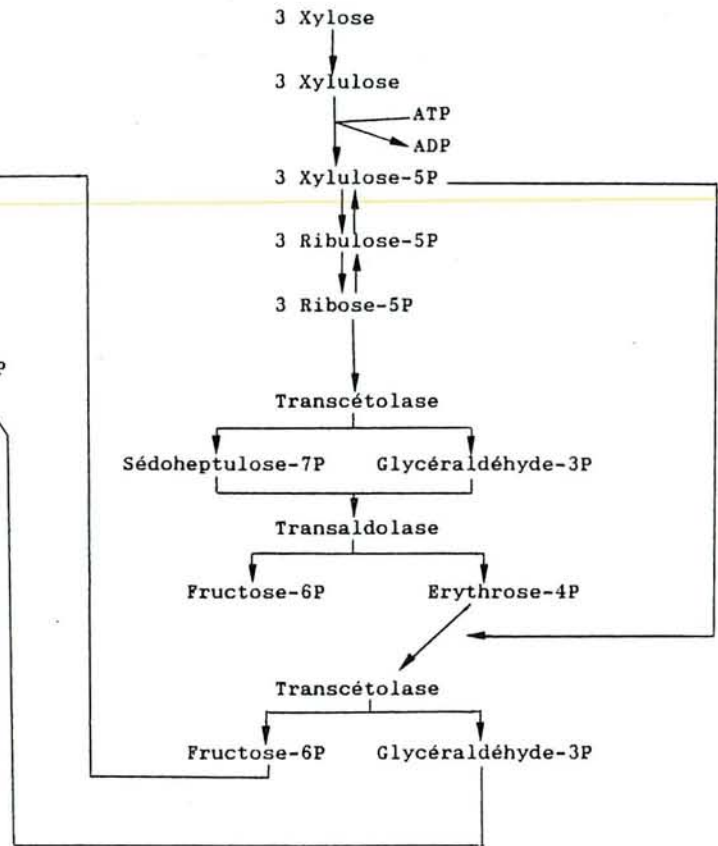 3 Xylose
3 Xylulose
ATP
ADP
3 Xylulose-5P
3 Ribulose-5P
3 Ribose-5P
P
Transcétolase
Sédoheptulose-7P Glycéraldéhyde-3P
Transaldolase
Fructose-6P Erythrose-4P
Transcétolase
Fructose-6P Glycéraldéhyde-3P